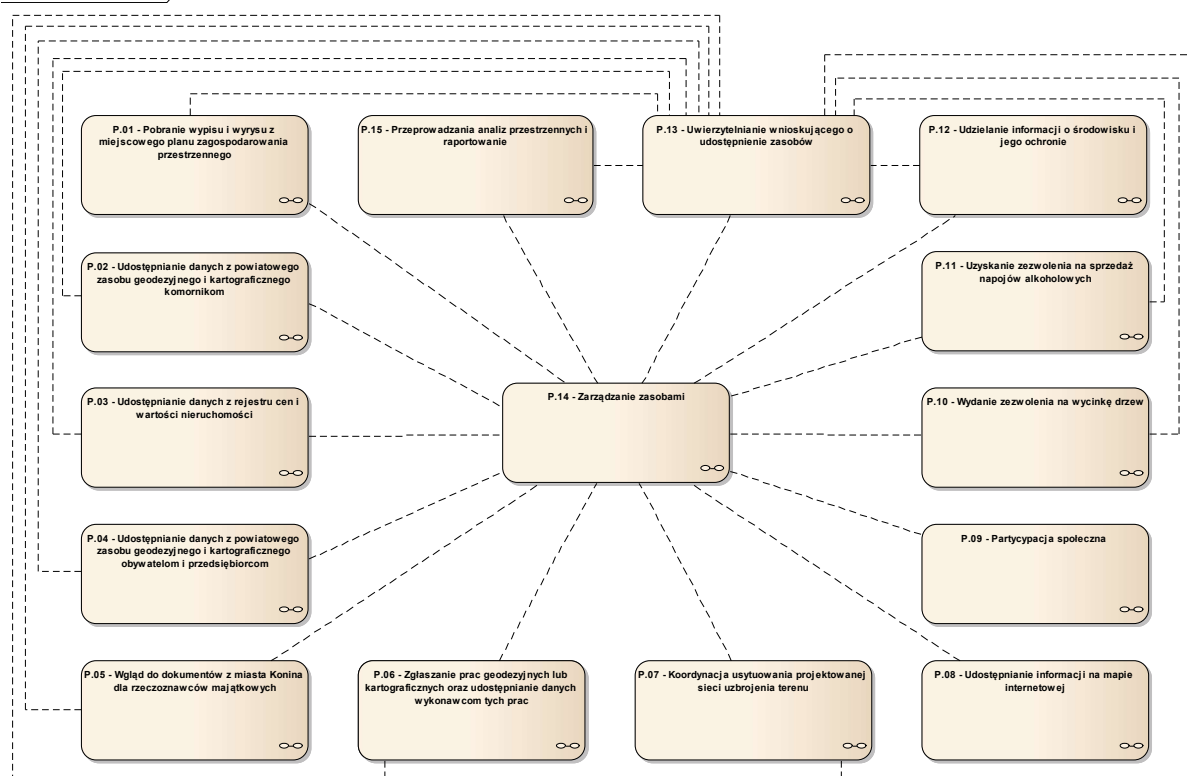 P.01 - Pobranie wypisu i wyrysu z
miejscowego planu zagospodarowania
przestrzennego
P.15 - Przeprowadzania analiz przestrzennych i
raportowanie
P.13 - Uwierzytelnianie wnioskującego o
udostępnienie zasobów
P.12 - Udzielanie informacji o środowisku i
jego ochronie
P.02 - Udostępnianie danych z powiatowego
zasobu geodezyjnego i kartograficznego
komornikom
P.11 - Uzyskanie zezwolenia na sprzedaż
napojów alkoholowych
P.03 - Udostępnianie danych z rejestru cen i
wartości nieruchomości
P.14 - Zarządzanie zasobami
P.10 - Wydanie zezwolenia na wycinkę drzew
P.04 - Udostępnianie danych z powiatowego
zasobu geodezyjnego i kartograficznego
obywatelom i przedsiębiorcom
P.09 - Partycypacja społeczna
P.05 - Wgląd do dokumentów z miasta Konina
dla rzeczoznawców majątkowych
P.06 - Zgłaszanie prac geodezyjnych lub
kartograficznych oraz udostępnianie danych
wykonawcom tych prac
P.07 - Koordynacja usytuowania projektowanej
sieci uzbrojenia terenu
P.08 - Udostępnianie informacji na mapie
internetowej